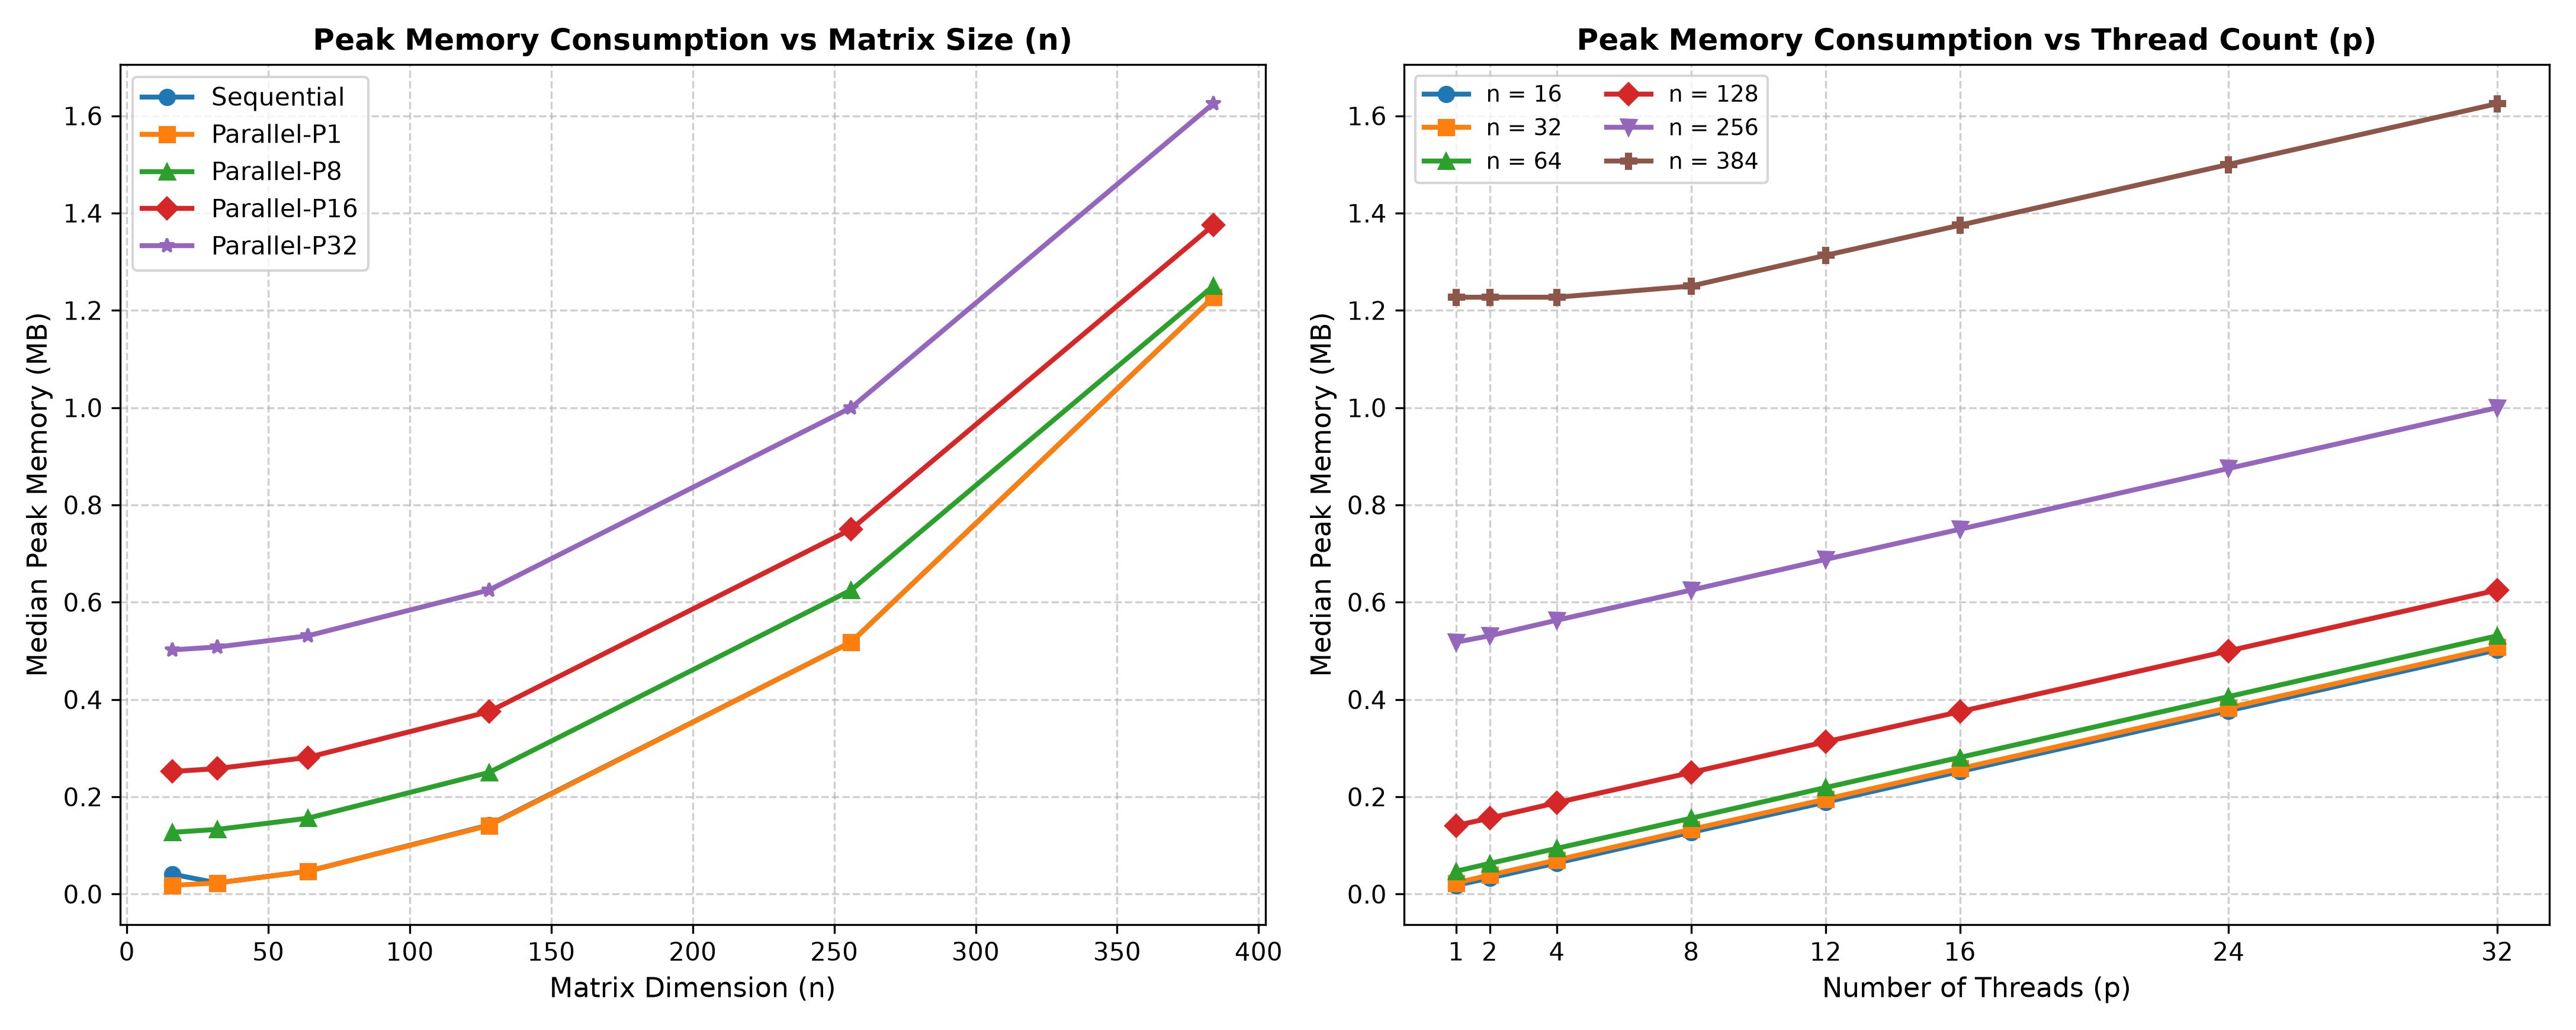 Peak Memory Consumption vs Matrix Size (n)
Median Peak Memory (MB)
1.6
1.4
1.2
1.0
0.8
0.6
0.4
0.2
0.0
Sequential
Parallel-P1
Parallel-P8
Parallel-P16
Parallel-P32
0 50 100 150 200 250 300 350 400
Matrix Dimension (n)
Peak Memory Consumption vs Thread Count (p)
Median Peak Memory (MB)
1.6
1.4
1.2
1.0
0.8
0.6
0.4
0.2
0.0
n = 16 n = 128
n = 32 n = 256
n = 64 n = 384
1 2 4 8 12 16 24 32
Number of Threads (p)